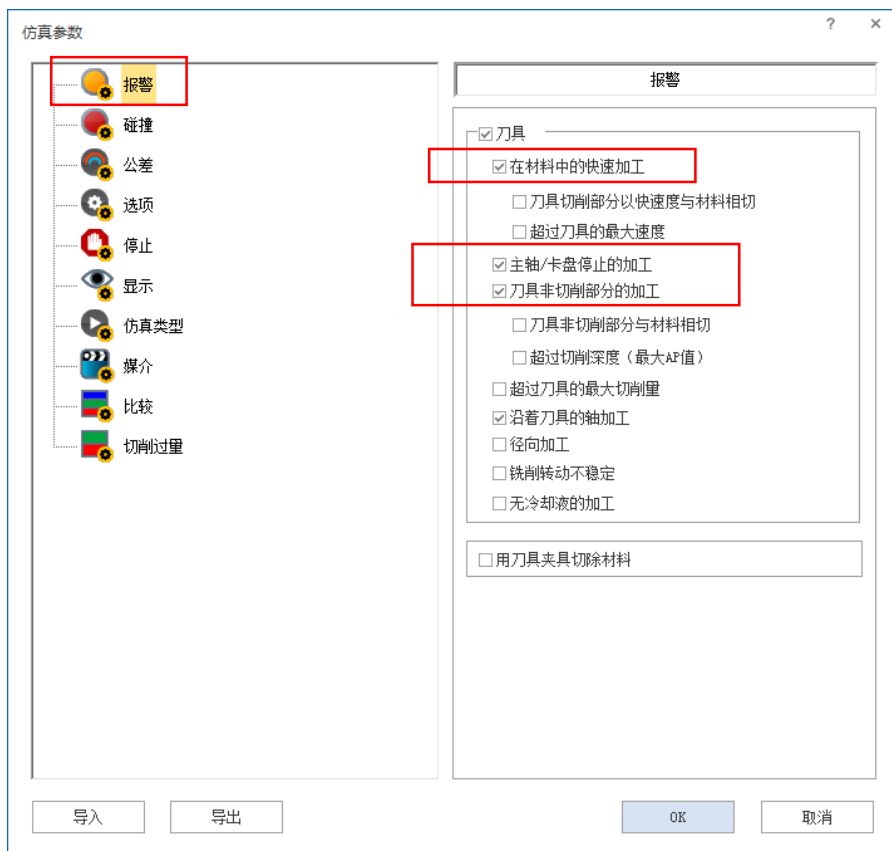 仿真参数
? ×
报警
碰撞
公差
选项
停止
显示
仿真类型
媒介
比较
切削过量
报警
刀具
在材料中的快速加工
刀具切削部分以快速度与材料相切
超过刀具的最大速度
主轴/卡盘停止的加工
刀具非切削部分的加工
刀具非切削部分与材料相切
超过切削深度（最大AP值）
超过刀具的最大切削量
沿着刀具的轴加工
径向加工
铣削转动不稳定
无冷却液的加工
用刀具夹具切除材料
导入
导出
OK
取消